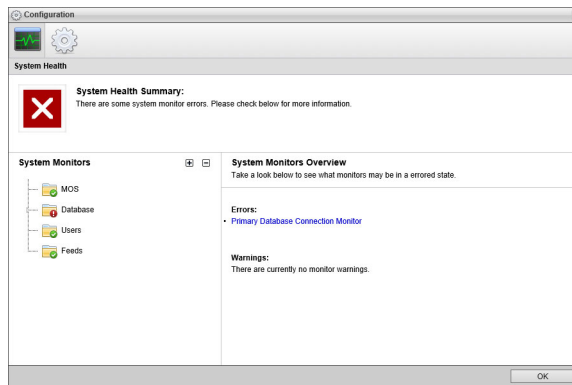 Configuration
System Health
System Health Summary:
There are some system monitor errors. Please check below for more information.
System Monitors
MOS
Database
Users
Feeds
System Monitors Overview
Take a look below to see what monitors may be in a errored state.
Errors:
• Primary Database Connection Monitor
Warnings:
There are currently no monitor warnings.
OK